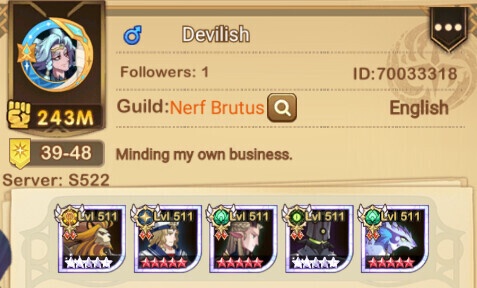 Devilish
Followers: 1
ID:70033318
Guild:Nerf Brutus
English
243M
39-48
Minding my own business.
Server: S522
Lvl 511
Lvl 511
Lvl 511
Lvl 511
Lvl 511